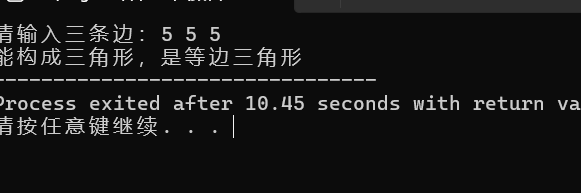 请输入三条边：5 5 5
能构成三角形，是等边三角形
--------------------------------
Process exited after 10.45 seconds with return va
请按任意键继续. . .